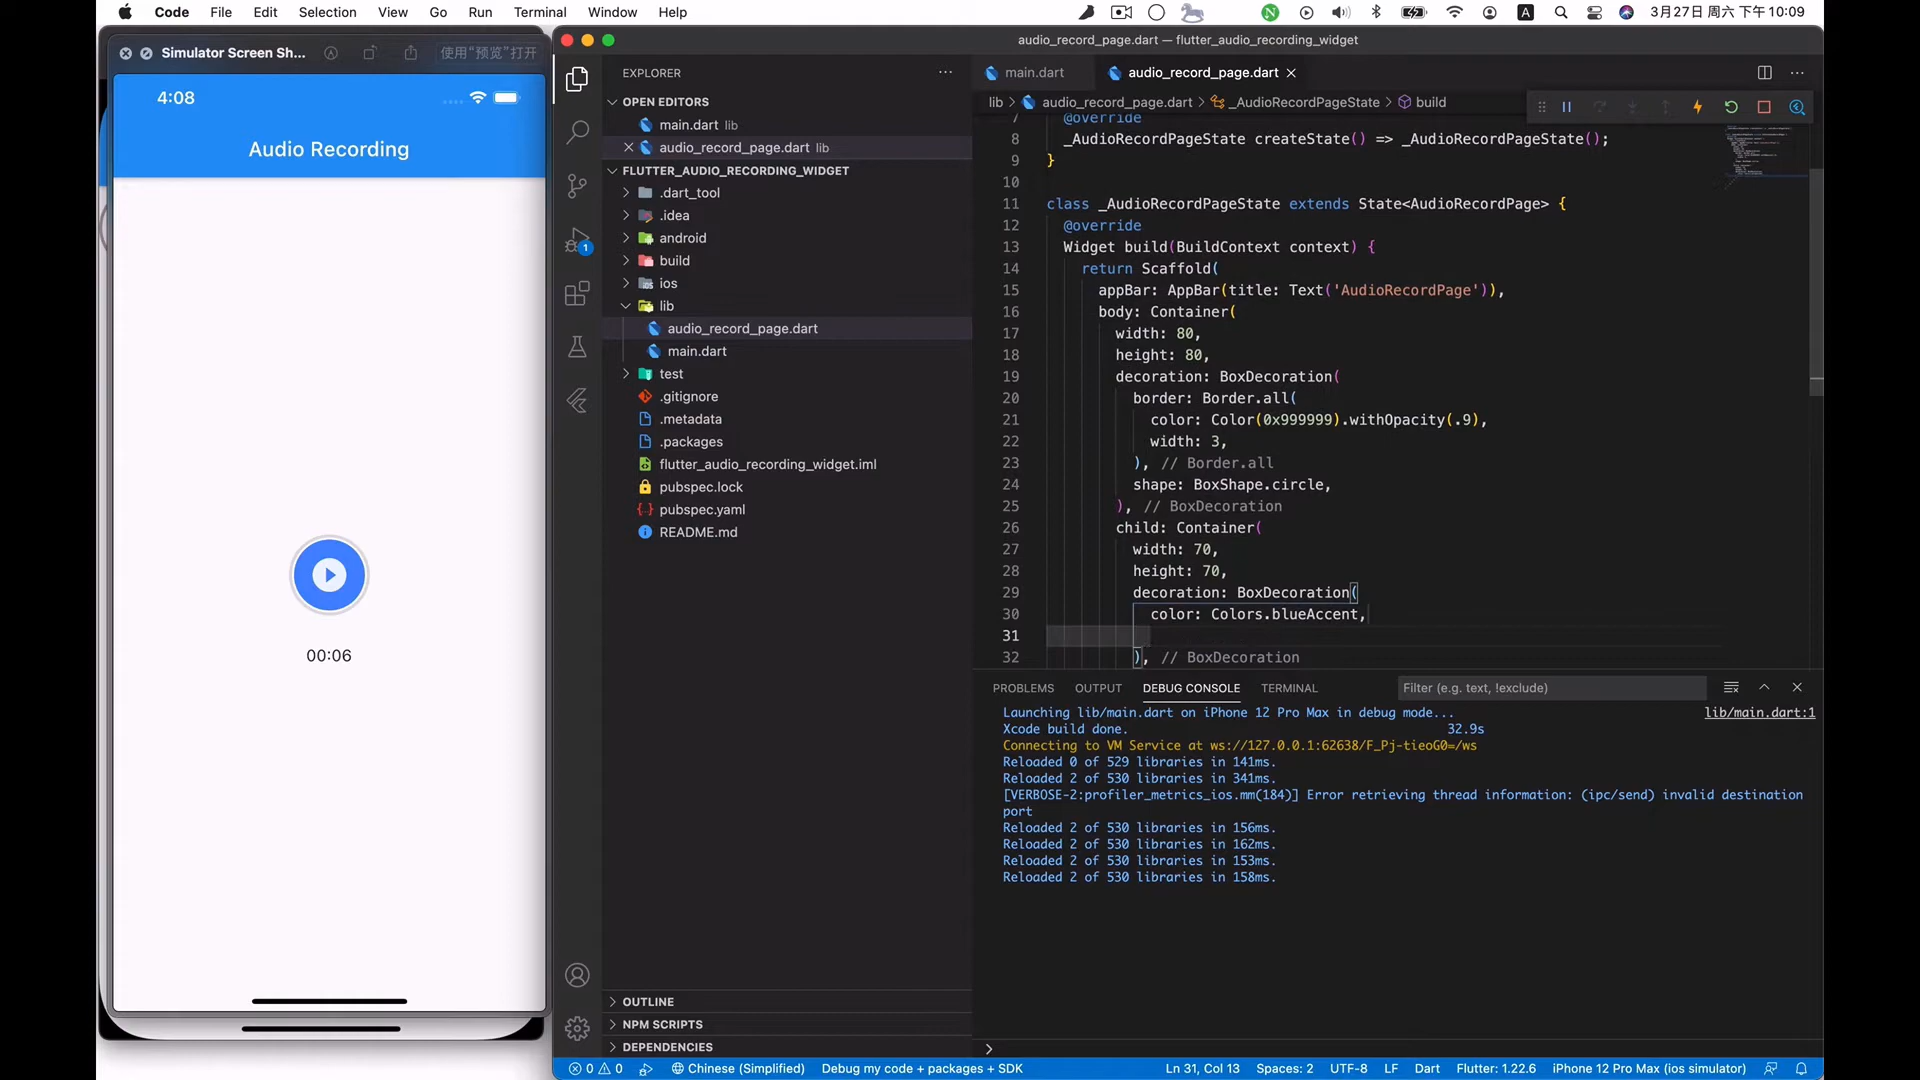 Code File Edit Selection View Go Run Terminal Window Help
3月27日 周六 下午10:09
Simulator Screen Sh... 使用“预览”打开
4:08
Audio Recording
00:06
audio_record_page.dart — flutter_audio_recording_widget
EXPLORER
OPEN EDITORS
main.dart lib
audio_record_page.dart lib
FLUTTER_AUDIO_RECORDING_WIDGET
.dart_tool
.idea
android
build
ios
lib
audio_record_page.dart
main.dart
test
.gitignore
.metadata
.packages
flutter_audio_recording_widget.iml
pubspec.lock
pubspec.yaml
README.md
OUTLINE
NPM SCRIPTS
DEPENDENCIES
1
main.dart audio_record_page.dart
lib > audio_record_page.dart > _AudioRecordPageState > build
7 @override
8 _AudioRecordPageState createState() => _AudioRecordPageState();
9 }
10
11 class _AudioRecordPageState extends State<AudioRecordPage> {
12 @override
13 Widget build(BuildContext context) {
14 return Scaffold(
15 appBar: AppBar(title: Text('AudioRecordPage')),
16 body: Container(
17 width: 80,
18 height: 80,
19 decoration: BoxDecoration(
20 border: Border.all(
21 color: Color(0x999999).withOpacity(.9),
22 width: 3,
23 ), // Border.all
24 shape: BoxShape.circle,
25 ), // BoxDecoration
26 child: Container(
27 width: 70,
28 height: 70,
29 decoration: BoxDecoration(
30 color: Colors.blueAccent,
31
32 ), // BoxDecoration
PROBLEMS OUTPUT DEBUG CONSOLE TERMINAL Filter (e.g. text, !exclude)
Launching lib/main.dart on iPhone 12 Pro Max in debug mode... lib/main.dart:1
Xcode build done. 32.9s
Connecting to VM Service at ws://127.0.0.1:62638/F_Pj-tieoG0=/ws
Reloaded 0 of 529 libraries in 141ms.
Reloaded 2 of 530 libraries in 341ms.
[VERBOSE-2:profiler_metrics_ios.mm(184)] Error retrieving thread information: (ipc/send) invalid destination
port
Reloaded 2 of 530 libraries in 156ms.
Reloaded 2 of 530 libraries in 162ms.
Reloaded 2 of 530 libraries in 153ms.
Reloaded 2 of 530 libraries in 158ms.
0 0 Chinese (Simplified) Debug my code + packages + SDK Ln 31, Col 13 Spaces: 2 UTF-8 LF Dart Flutter: 1.22.6 iPhone 12 Pro Max (ios simulator)